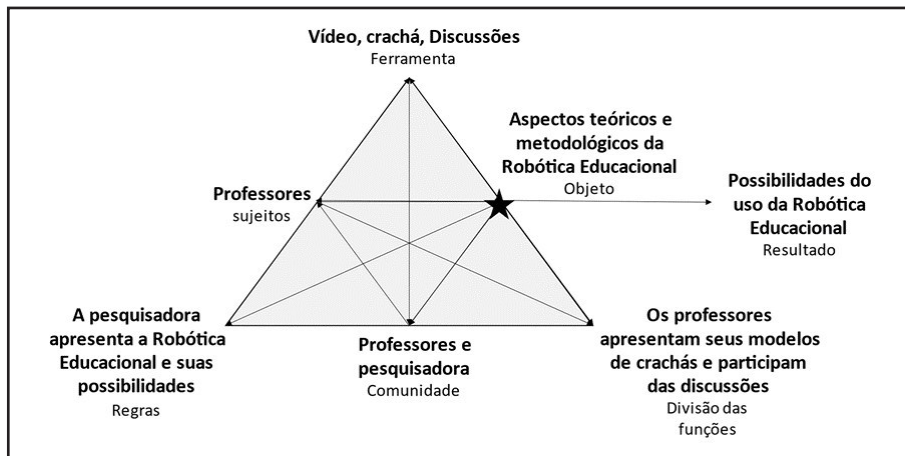 Vídeo, crachá, Discussões
Ferramenta
Aspectos teóricos e
metodológicos da
Robótica Educacional
Objeto
Professores
sujeitos
Possibilidades do
uso da Robótica
Educacional
Resultado
A pesquisadora
apresenta a Robótica
Educacional e suas
possibilidades
Regras
Professores e
pesquisadora
Comunidade
Os professores
apresentam seus modelos
de crachás e participam
das discussões
Divisão das
funções